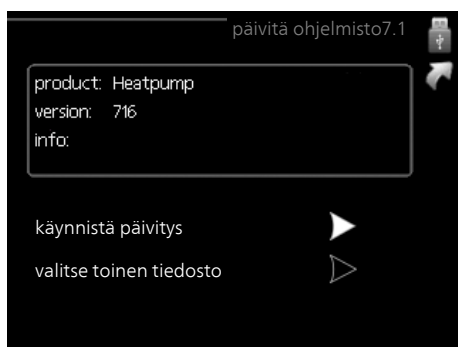 päivitä ohjelmisto7.1
product: Heatpump
version: 716
info:
käynnistä päivitys
valitse toinen tiedosto